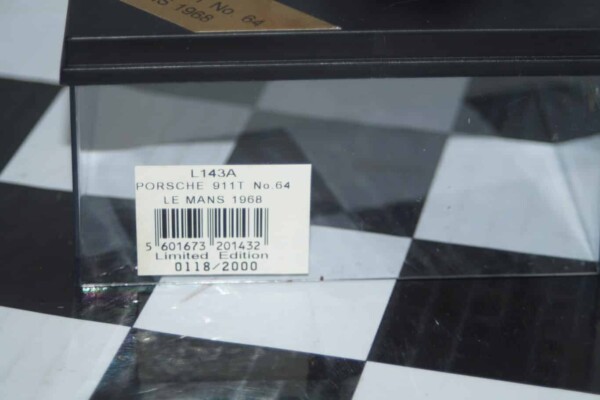 No 64
1968
L143A
PORSCHE 911T No.64
LE MANS 1968
5 601673 201432
Limited Edition
0118/2000